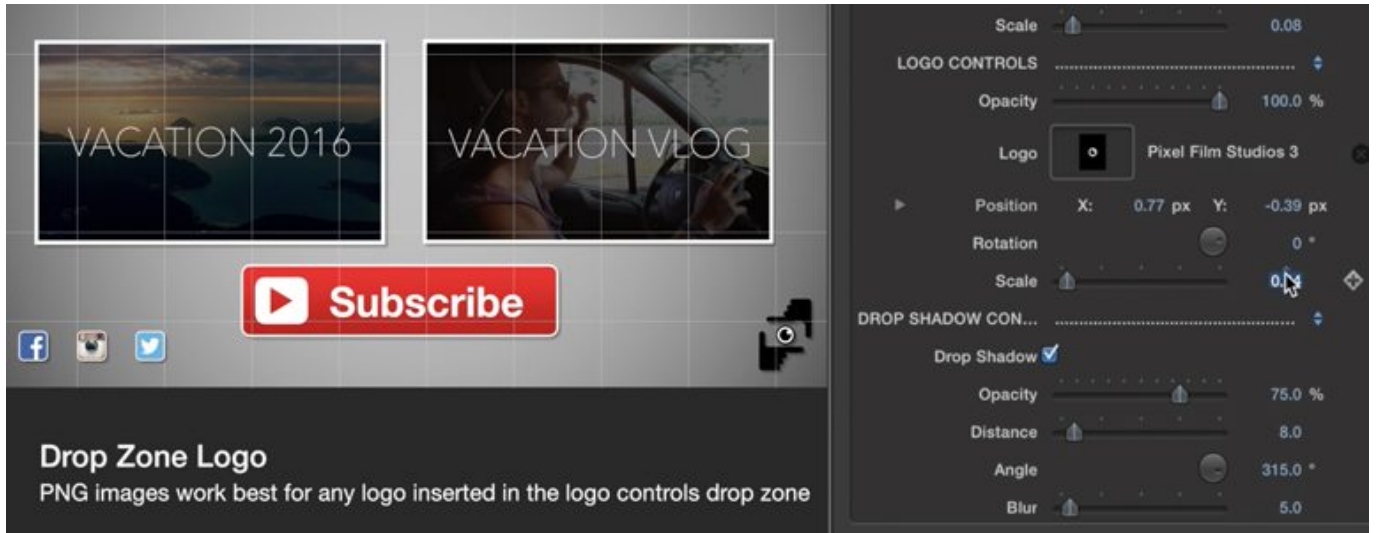 VACATION 2016
VACATION VLOG
Subscribe
Drop Zone Logo
PNG images work best for any logo inserted in the logo controls drop zone
Scale 0.08
LOGO CONTROLS
Opacity 100.0 %
Logo Pixel Film Studios 3
Position X: 0.77 px Y: -0.39 px
Rotation 0 °
Scale
DROP SHADOW CON...
Drop Shadow
Opacity 75.0 %
Distance 8.0
Angle 315.0 °
Blur 5.0